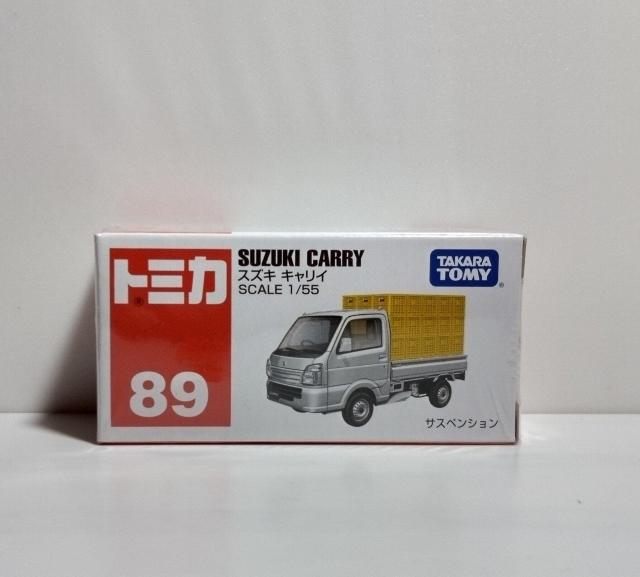 トミカ
89
SUZUKI CARRY
スズキ キャリイ
SCALE 1/55
TAKARA
TOMY
サスペンション